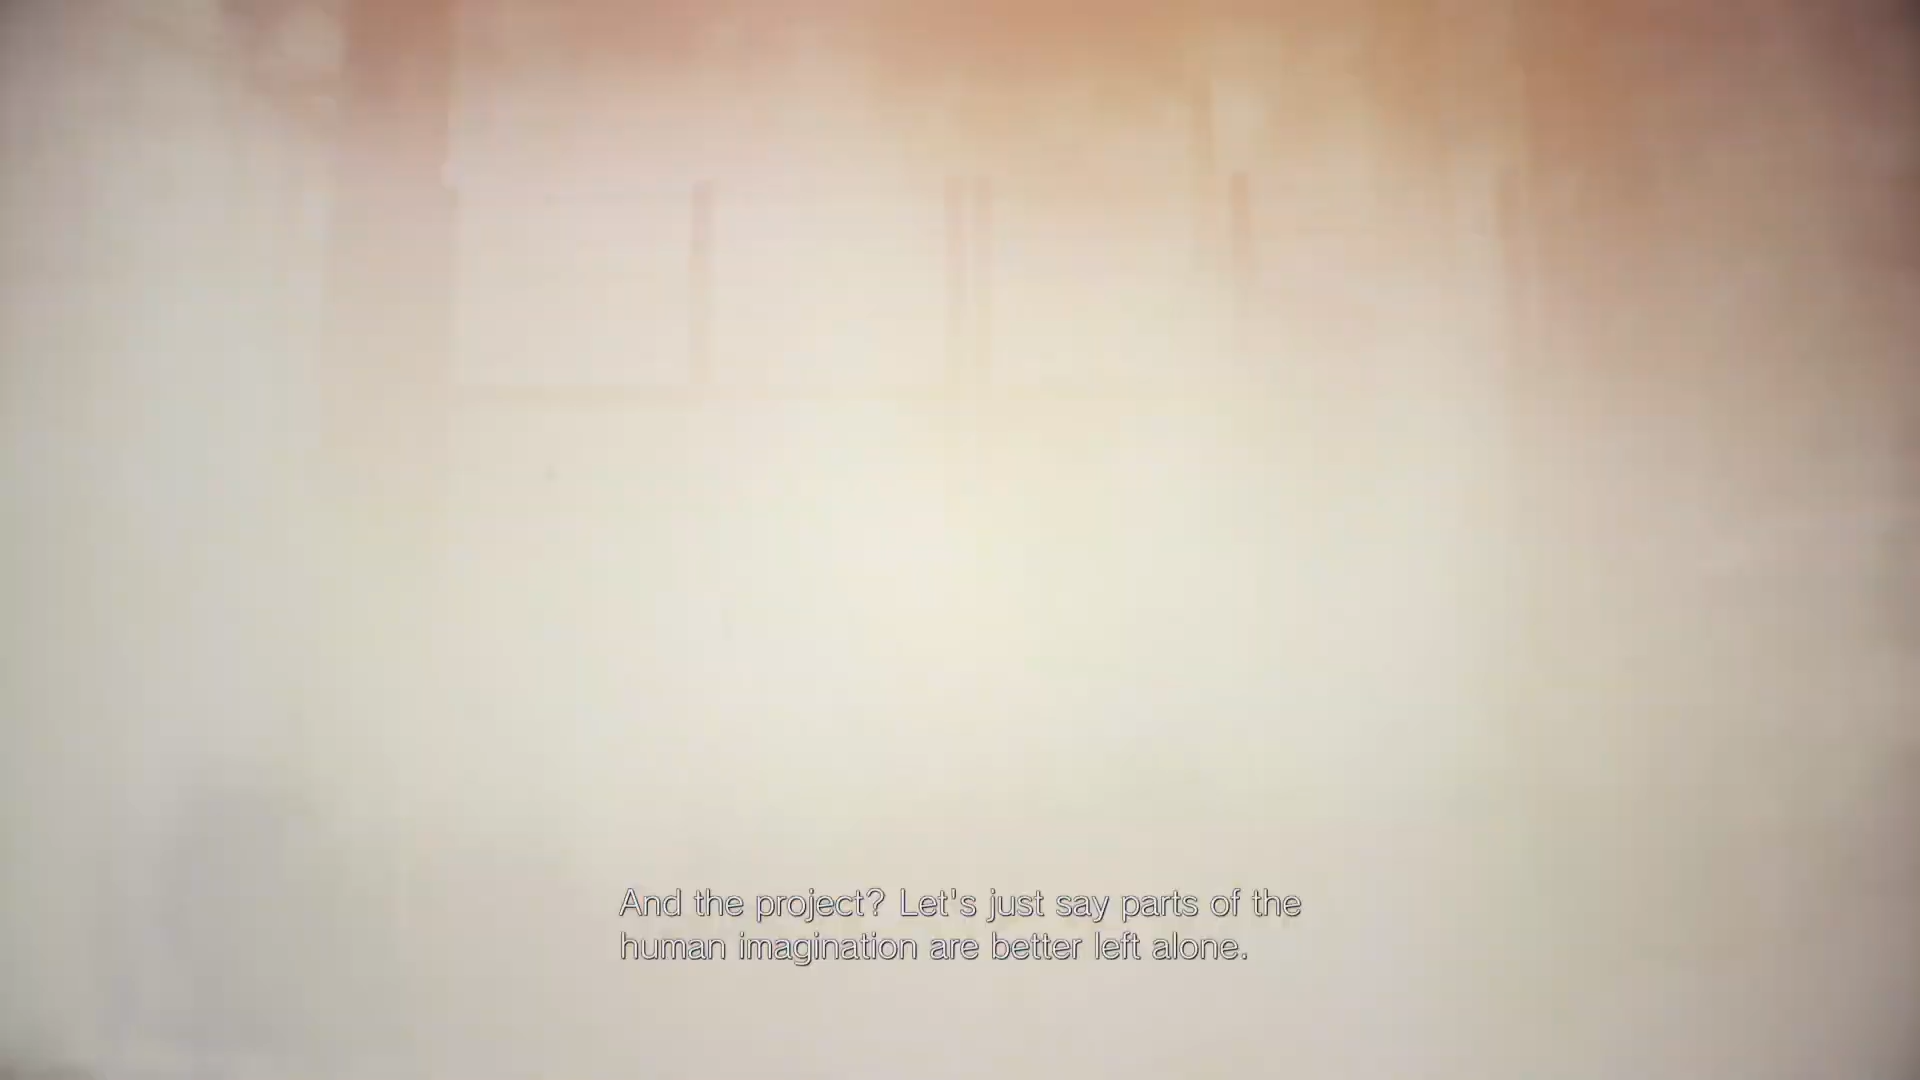 And the project? Let's just say parts of the
human imagination are better left alone.